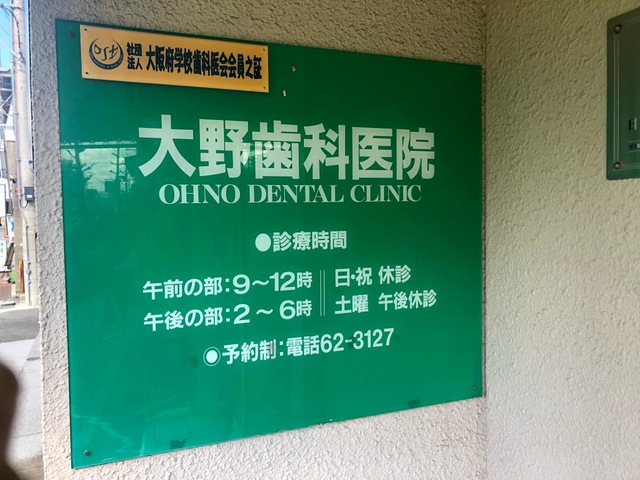 社団法人 大阪府学校歯科医会会員之証
大野歯科医院
OHNO DENTAL CLINIC
●診療時間
午前の部:9〜12時 日・祝 休診
午後の部:2〜6時 土曜 午後休診
◉予約制:電話62-3127